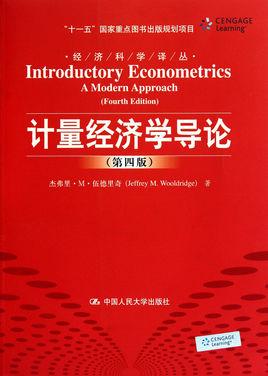 "十一五"国家重点图书出版规划项目
CENGAGE
Learning™
·经·济·科·学·译·丛·
Introductory Econometrics
A Modern Approach
(Fourth Edition)
计量经济学导论
(第四版)
杰弗里·M·伍德里奇 (Jeffrey M. Wooldridge) 著
中国人民大学出版社
CENGAGE
Learning™